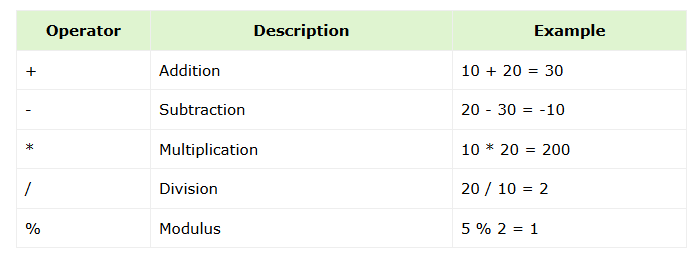 Operator Description Example
+ Addition 10 + 20 = 30
- Subtraction 20 - 30 = -10
* Multiplication 10 * 20 = 200
/ Division 20 / 10 = 2
% Modulus 5 % 2 = 1